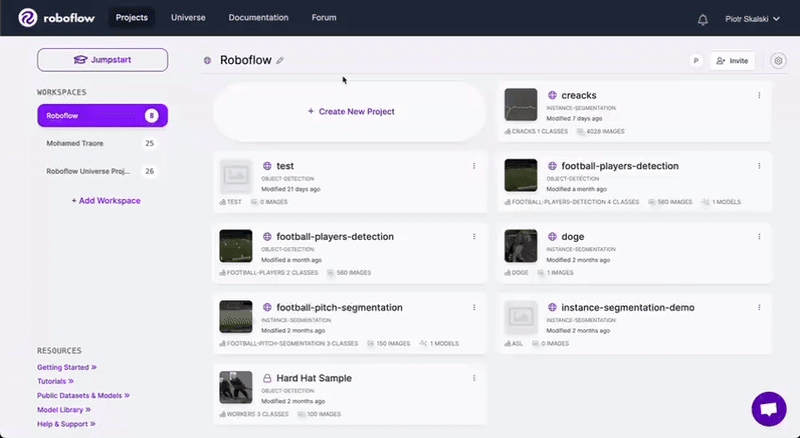 roboflow
Projects
Universe
Documentation
Forum
Piotr Skalski
Jumpstart
WORKSPACES
Roboflow 8
Mohamed Traore 25
Roboflow Universe Proj... 26
+ Add Workspace
RESOURCES
Getting Started »
Tutorials »
Public Datasets & Models »
Model Library »
Help & Support »
Roboflow
P
Invite
+ Create New Project
creacks
INSTANCE-SEGMENTATION
Modified 7 days ago
CRACKS 1 CLASSES 4028 IMAGES
test
OBJECT-DETECTION
Modified 21 days ago
TEST 0 IMAGES
football-players-detection
OBJECT-DETECTION
Modified a month ago
FOOTBALL-PLAYERS-DETECTION 4 CLASSES 560 IMAGES 1 MODELS
football-players-detection
OBJECT-DETECTION
Modified a month ago
FOOTBALL-PLAYERS 2 CLASSES 560 IMAGES
doge
INSTANCE-SEGMENTATION
Modified 2 months ago
DOGE 1 IMAGES
football-pitch-segmentation
INSTANCE-SEGMENTATION
Modified 2 months ago
FOOTBALL-PITCH-SEGMENTATION 3 CLASSES 150 IMAGES 1 MODELS
instance-segmentation-demo
INSTANCE-SEGMENTATION
Modified 2 months ago
ASL 0 IMAGES
Hard Hat Sample
OBJECT-DETECTION
Modified 2 months ago
WORKERS 3 CLASSES 100 IMAGES